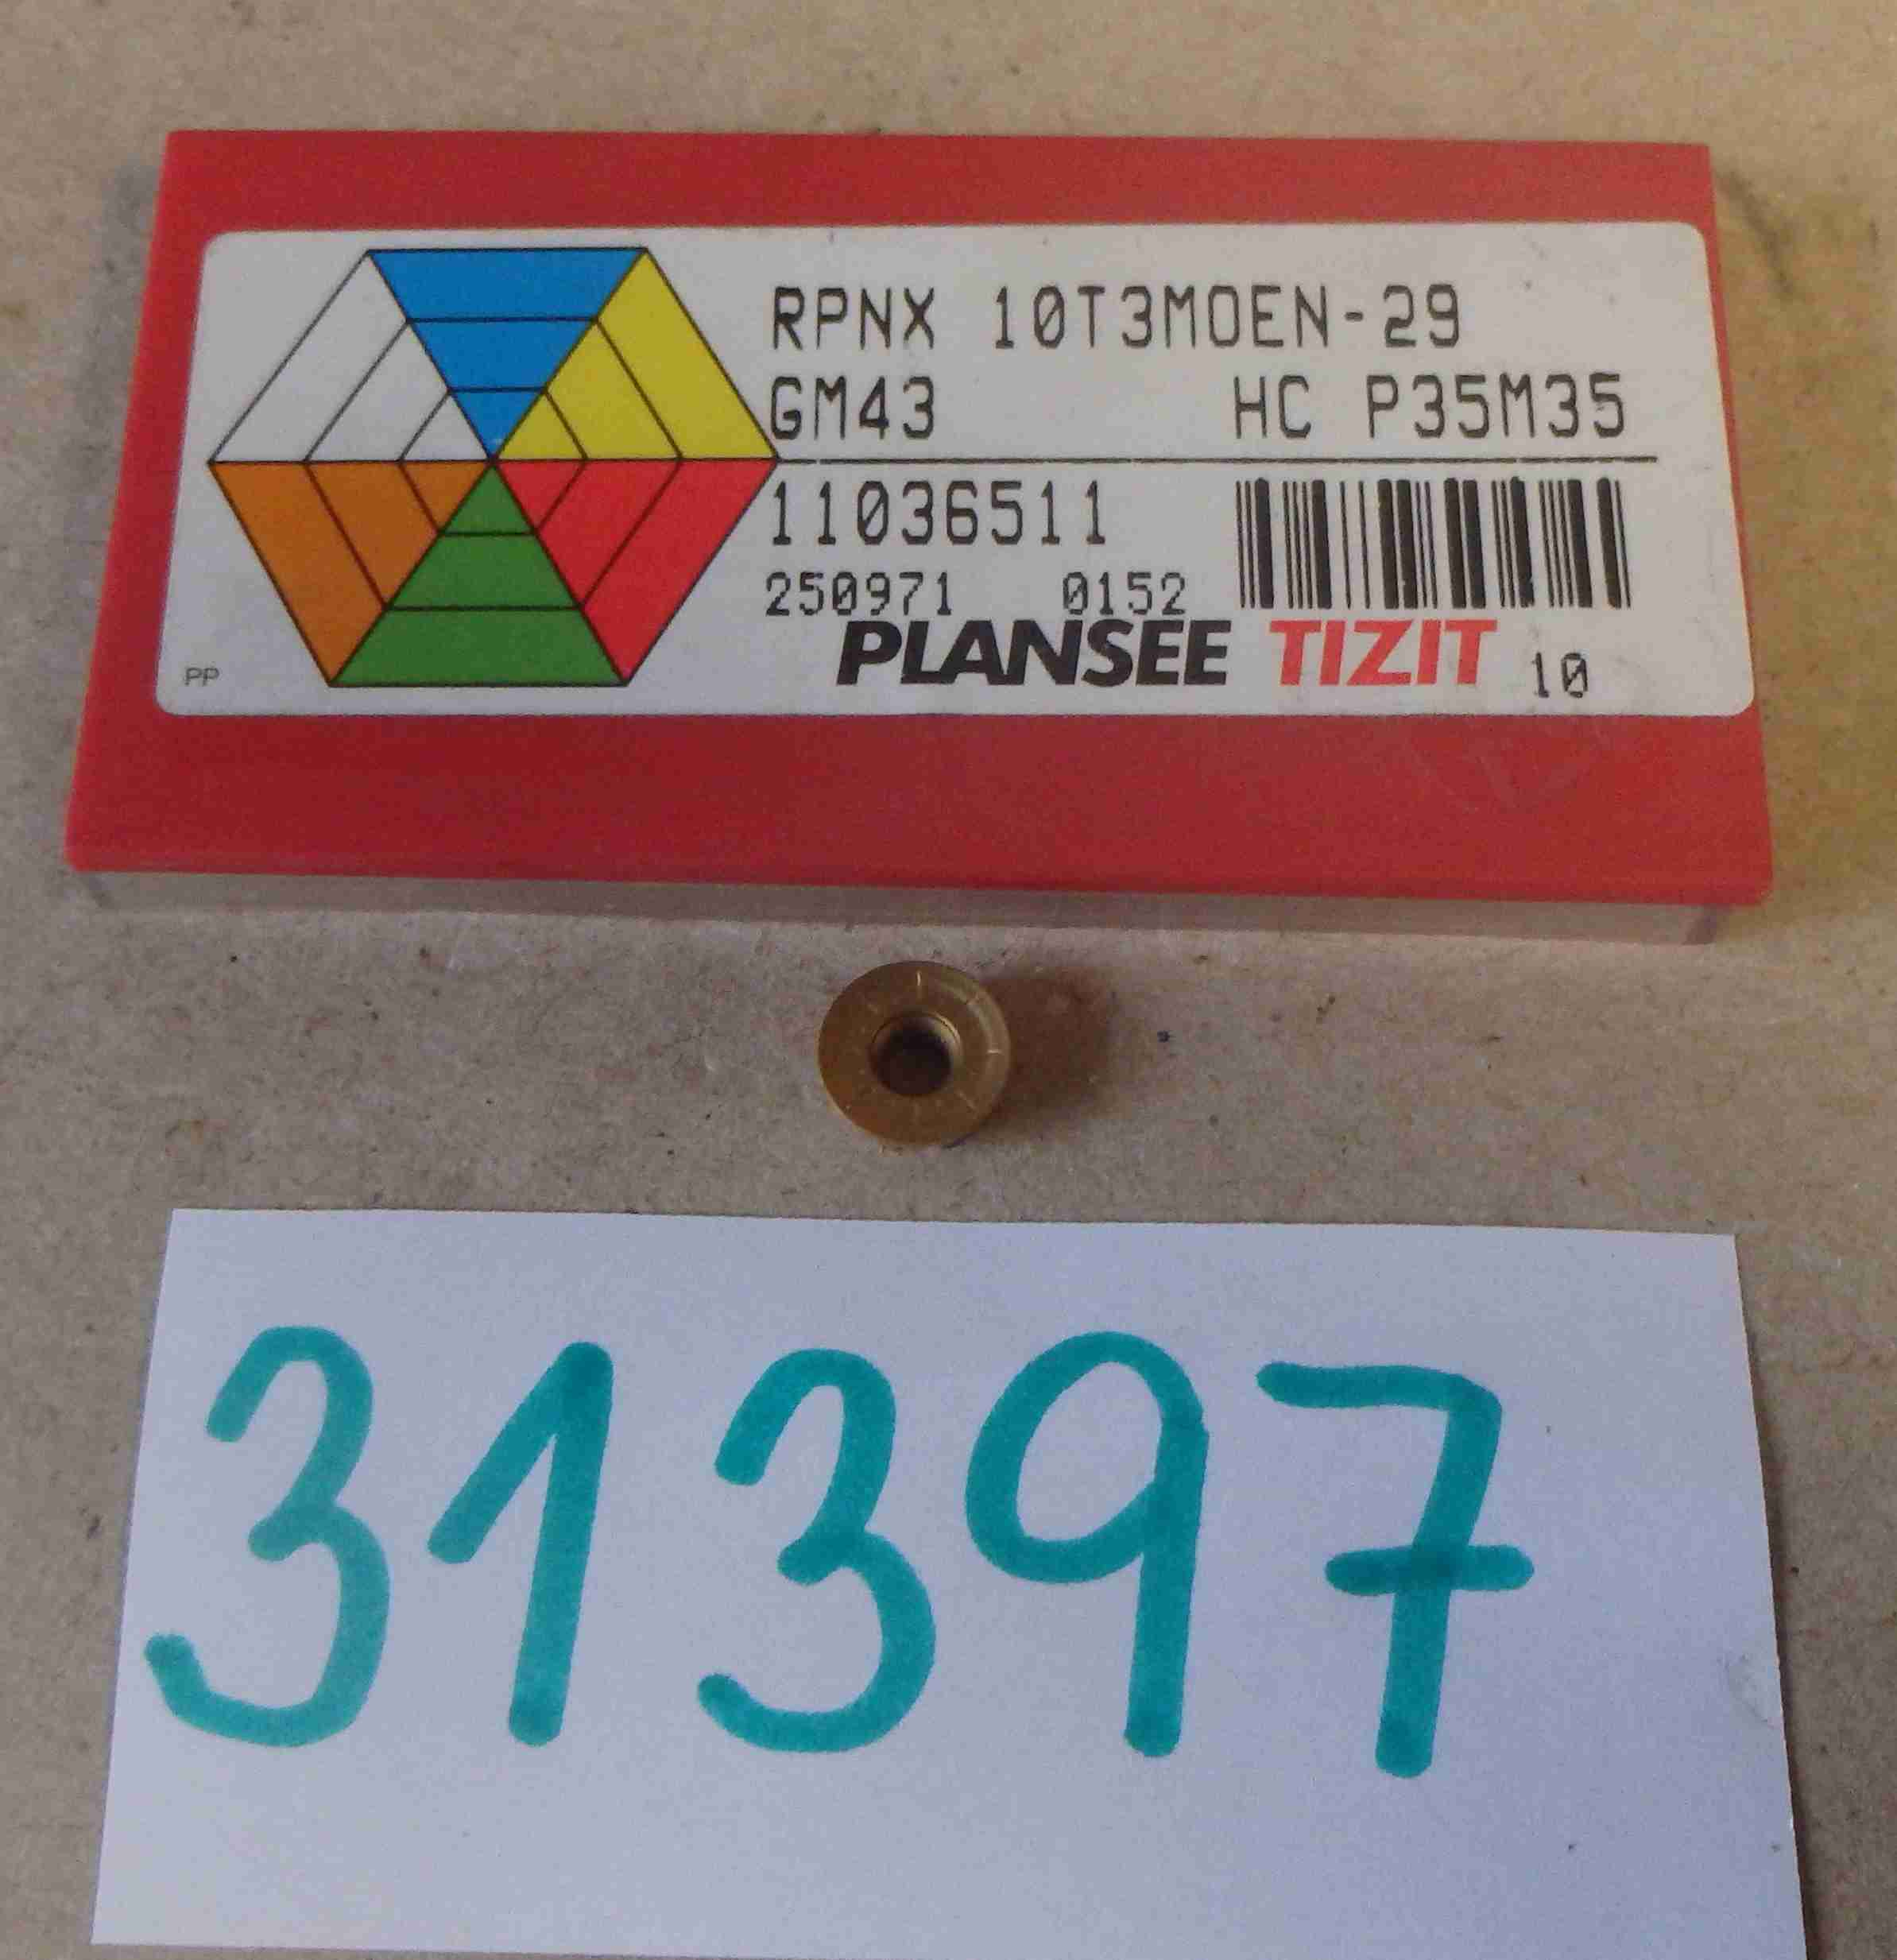 RPNX 10T3MOEN-29
GM43 HC P35M35
11036511
250971 0152
PLANSEE TIZIT 10
PP
31397